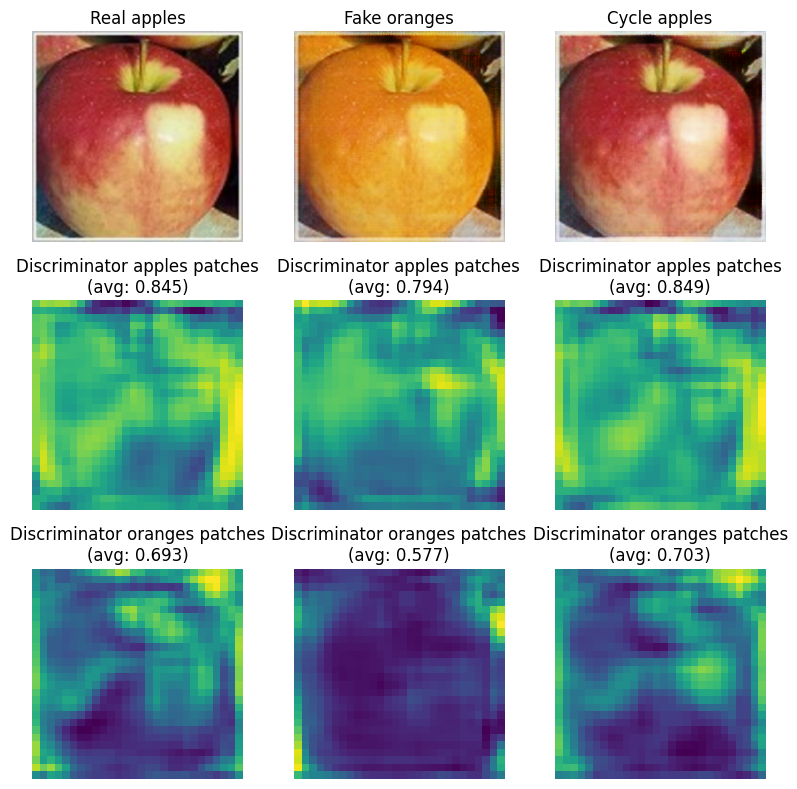 Real apples
Fake oranges
Cycle apples
Discriminator apples patches
(avg: 0.845)
Discriminator apples patches
(avg: 0.794)
Discriminator apples patches
(avg: 0.849)
Discriminator oranges patches
(avg: 0.693)
Discriminator oranges patches
(avg: 0.577)
Discriminator oranges patches
(avg: 0.703)